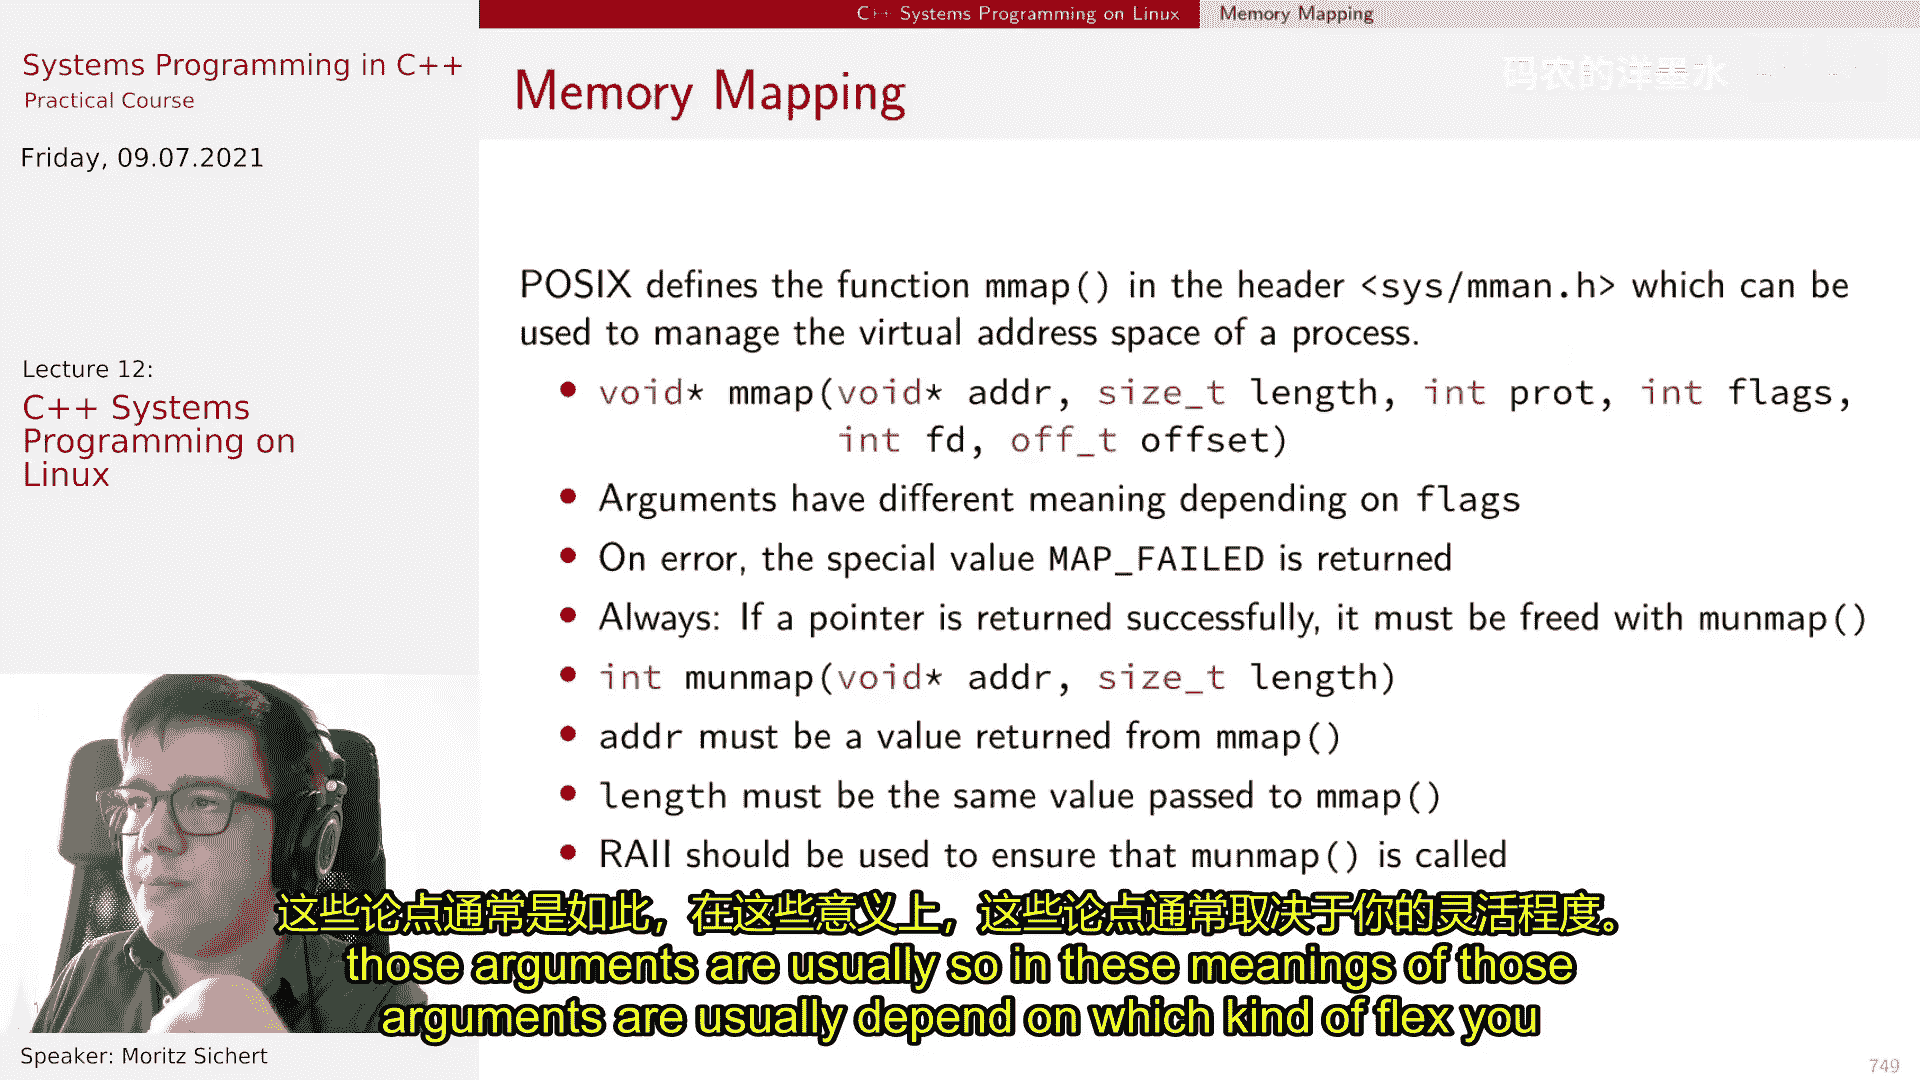 C++ Systems Programming on Linux Memory Mapping
Systems Programming in C++
Practical Course
Friday, 09.07.2021
Lecture 12:
C++ Systems
Programming on
Linux
Memory Mapping
码农的洋墨水
POSIX defines the function mmap() in the header <sys/mman.h> which can be
used to manage the virtual address space of a process.
• void* mmap(void* addr, size_t length, int prot, int flags,
int fd, off_t offset)
• Arguments have different meaning depending on flags
• On error, the special value MAP_FAILED is returned
• Always: If a pointer is returned successfully, it must be freed with munmap()
• int munmap(void* addr, size_t length)
• addr must be a value returned from mmap()
• length must be the same value passed to mmap()
• RAII should be used to ensure that munmap() is called
这些论点通常是如此，在这些意义上，这些论点通常取决于你的灵活程度。
those arguments are usually so in these meanings of those
arguments are usually depend on which kind of flex you
Speaker: Moritz Sichert
749